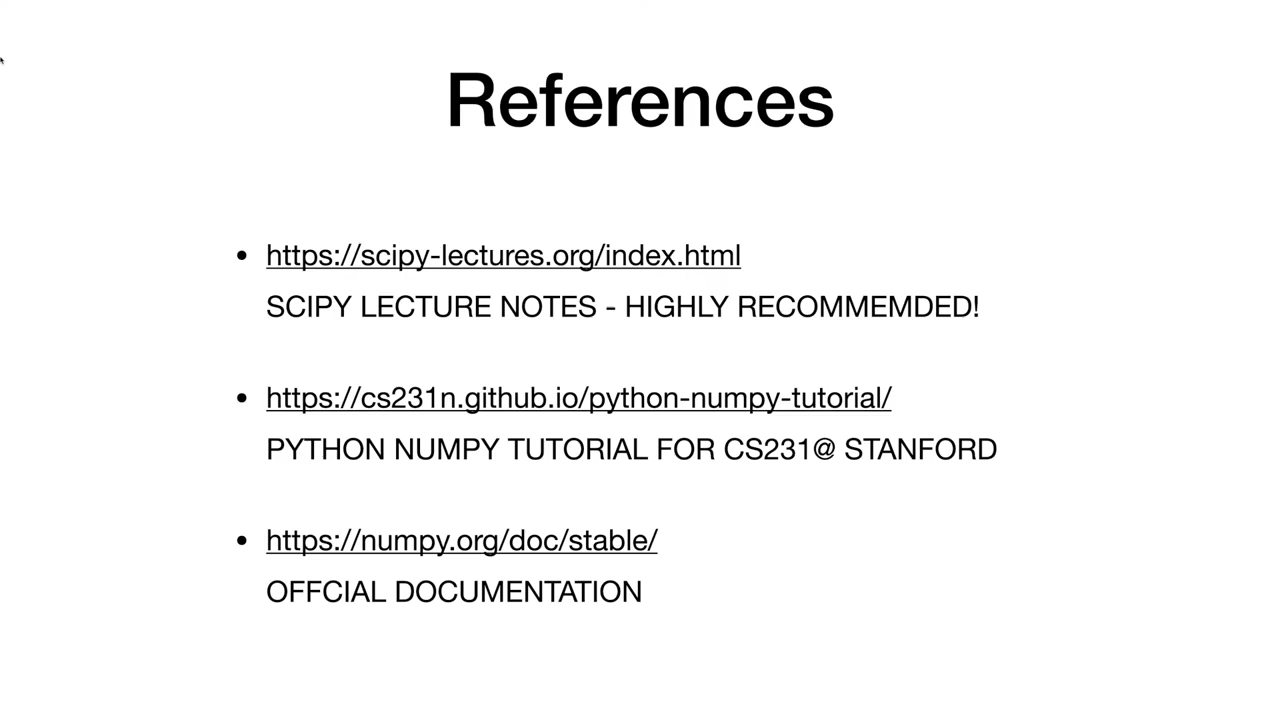 References
• https://scipy-lectures.org/index.html
SCIPY LECTURE NOTES - HIGHLY RECOMMEMDED!
• https://cs231n.github.io/python-numpy-tutorial/
PYTHON NUMPY TUTORIAL FOR CS231@ STANFORD
• https://numpy.org/doc/stable/
OFFCIAL DOCUMENTATION